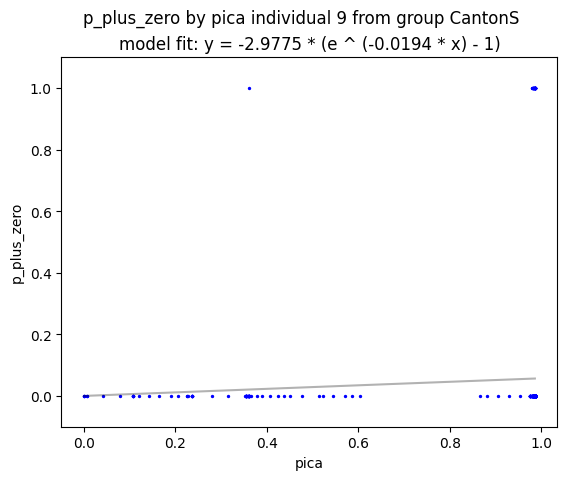 p_plus_zero by pica individual 9 from group CantonS
model fit: y = -2.9775 * (e ^ (-0.0194 * x) - 1)
1.0
0.8
0.6
0.4
0.2
0.0
p_plus_zero
0.0 0.2 0.4 0.6 0.8 1.0
pica